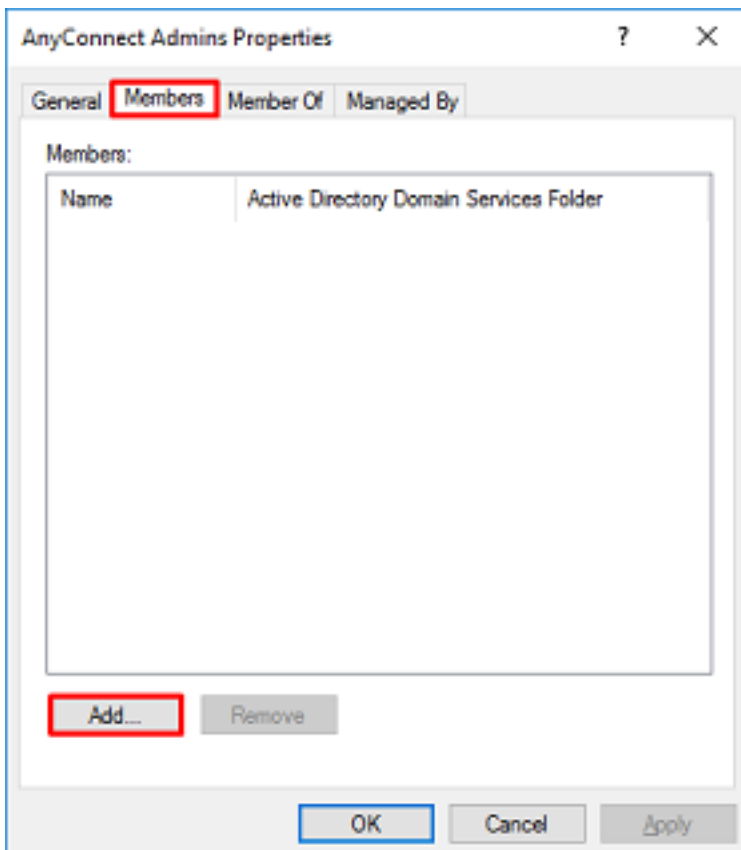 AnyConnect Admins Properties ? X
General Members Member Of Managed By
Members:
Name Active Directory Domain Services Folder
Add... Remove
OK Cancel Apply